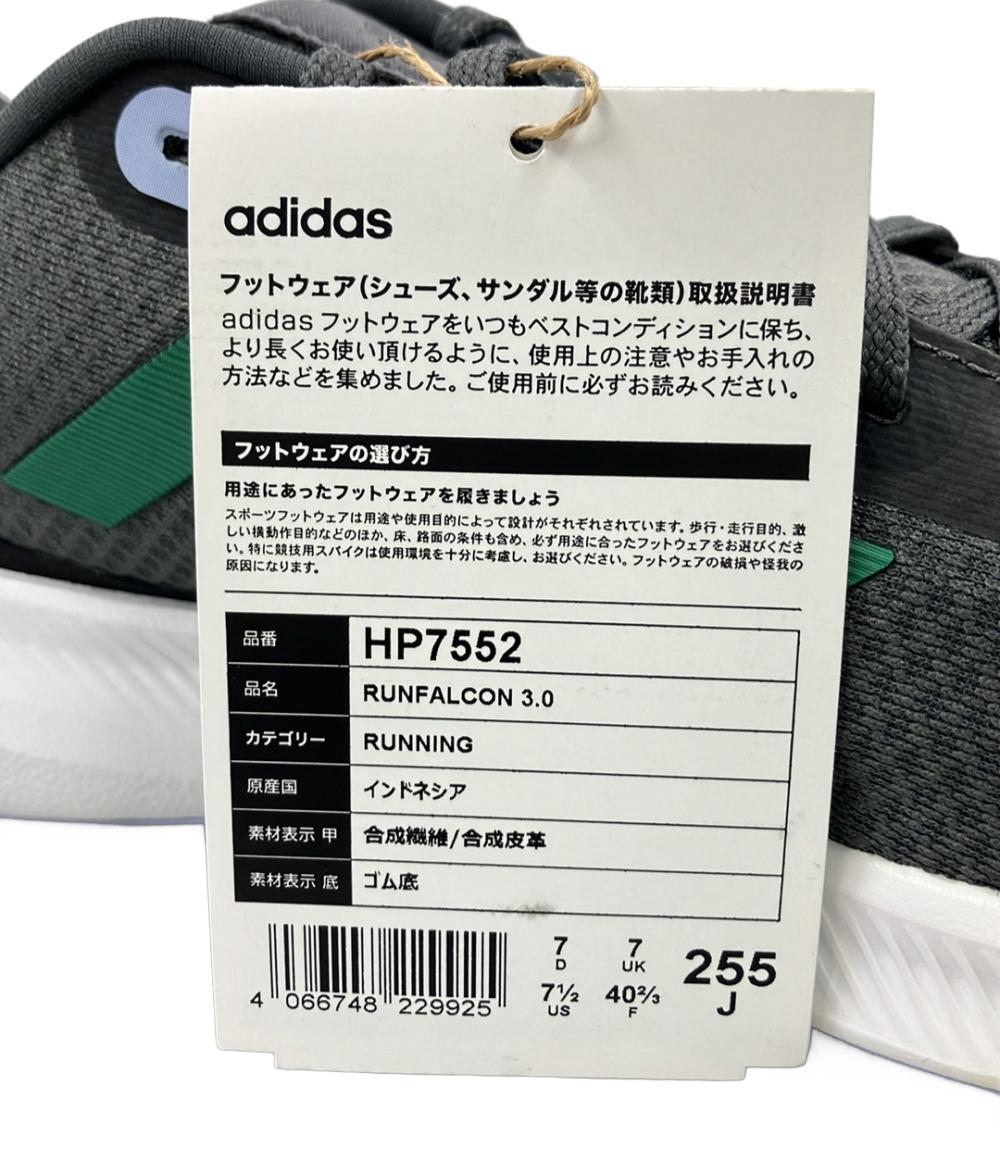 adidas
フットウェア(シューズ、サンダル等の靴類)取扱説明書
adidas フットウェアをいつもベストコンディションに保ち、
より長くお使い頂けるように、使用上の注意やお手入れの
方法などを集めました。ご使用前に必ずお読みください。
フットウェアの選び方
用途にあったフットウェアを履きましょう
スポーツフットウェアは用途や使用目的によって設計がそれぞれされています。歩行・走行目的、激
しい横動作目的などのほか、床、路面の条件も含め、必ず用途に合ったフットウェアをお選びくださ
い。特に競技用スパイクは使用環境を十分に考慮し、お選びください。フットウェアの破損や怪我の
原因になります。
品番 HP7552
品名 RUNFALCON 3.0
カテゴリー RUNNING
原産国 インドネシア
素材表示 甲 合成繊維/合成皮革
素材表示 底 ゴム底
7 7 255
D UK J
7½ 40⅔
US F
4 066748 229925